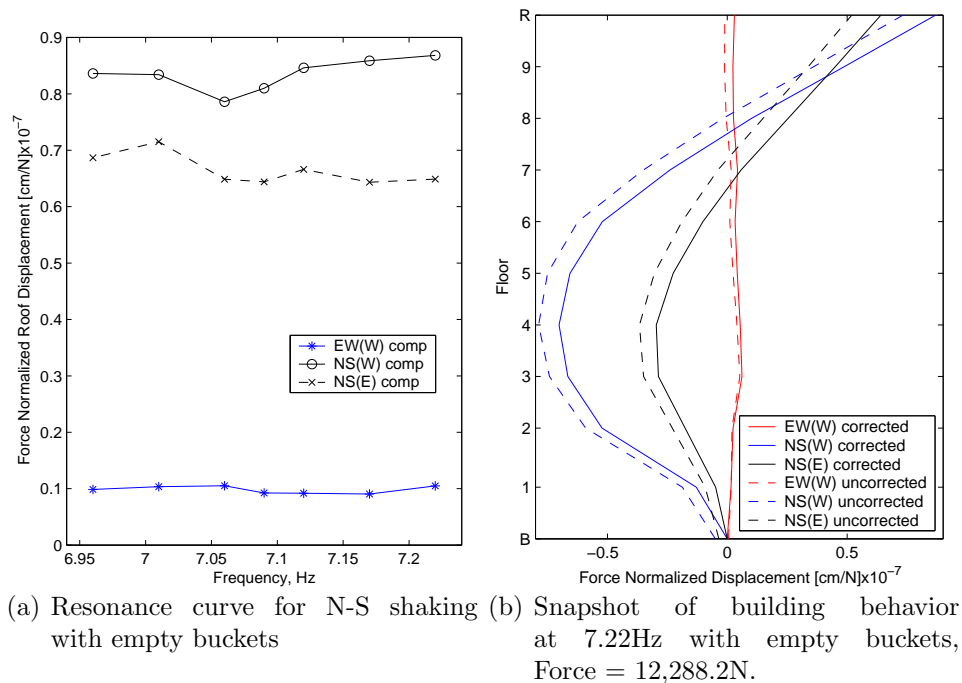 0.9
0.8
0.7
0.6
0.5
0.4
0.3
0.2
0.1
0
Force Normalized Roof Displacement [cm/N]x10⁻⁷
EW(W) comp
NS(W) comp
NS(E) comp
6.95 7 7.05 7.1 7.15 7.2
Frequency, Hz
(a) Resonance curve for N-S shaking
with empty buckets
R
8
7
6
5
4
3
2
1
B
Floor
EW(W) corrected
NS(W) corrected
NS(E) corrected
EW(W) uncorrected
NS(W) uncorrected
NS(E) uncorrected
−0.5 0 0.5
Force Normalized Displacement [cm/N]x10⁻⁷
(b) Snapshot of building behavior
at 7.22Hz with empty buckets,
Force = 12,288.2N.